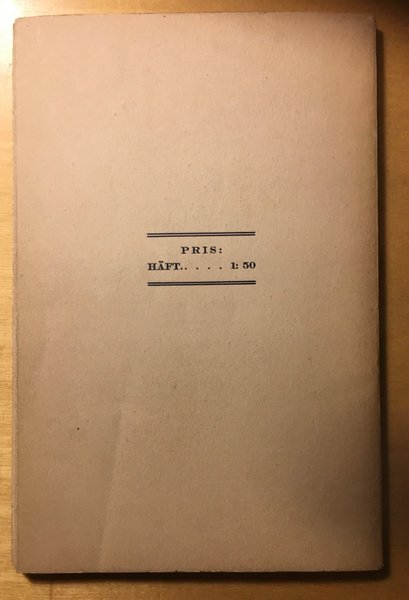 PRIS:
HÄFT.. . . . 1: 50